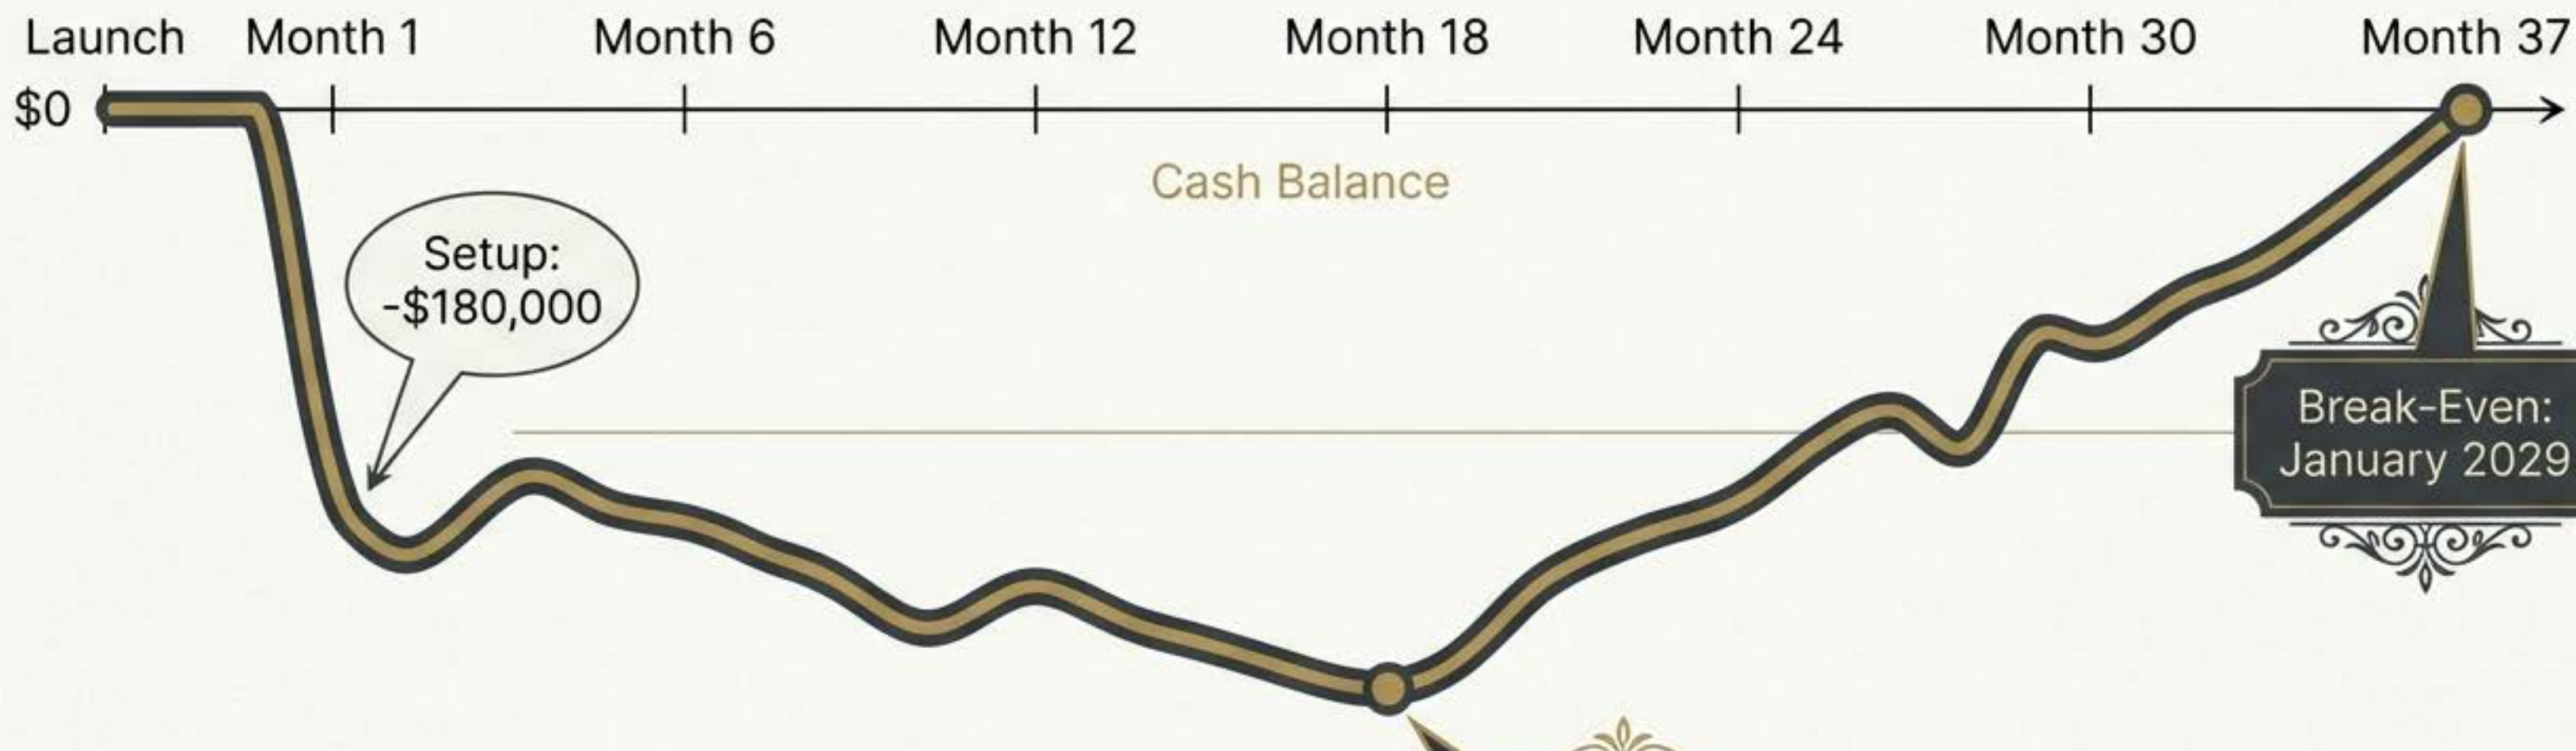 Launch Month 1 Month 6 Month 12 Month 18 Month 24 Month 30 Month 37
$0
Cash Balance
Setup:
-$180,000
Break-Even:
January 2029